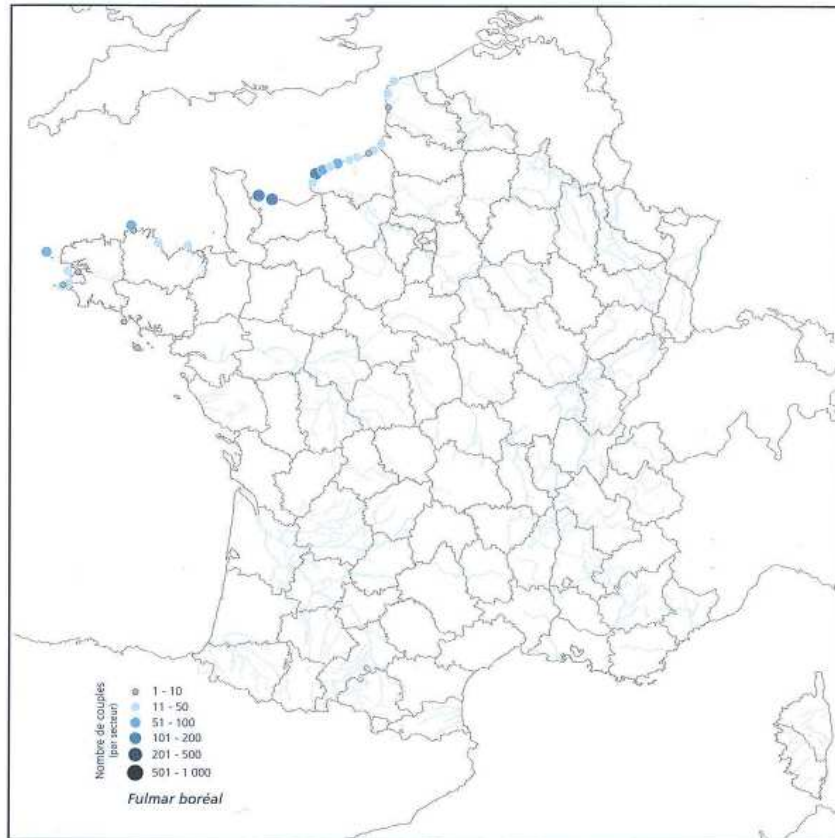 Nombre de couples
(par secteur)
1 - 10
11 - 50
51 - 100
101 - 200
201 - 500
501 - 1 000
Fulmar boréal